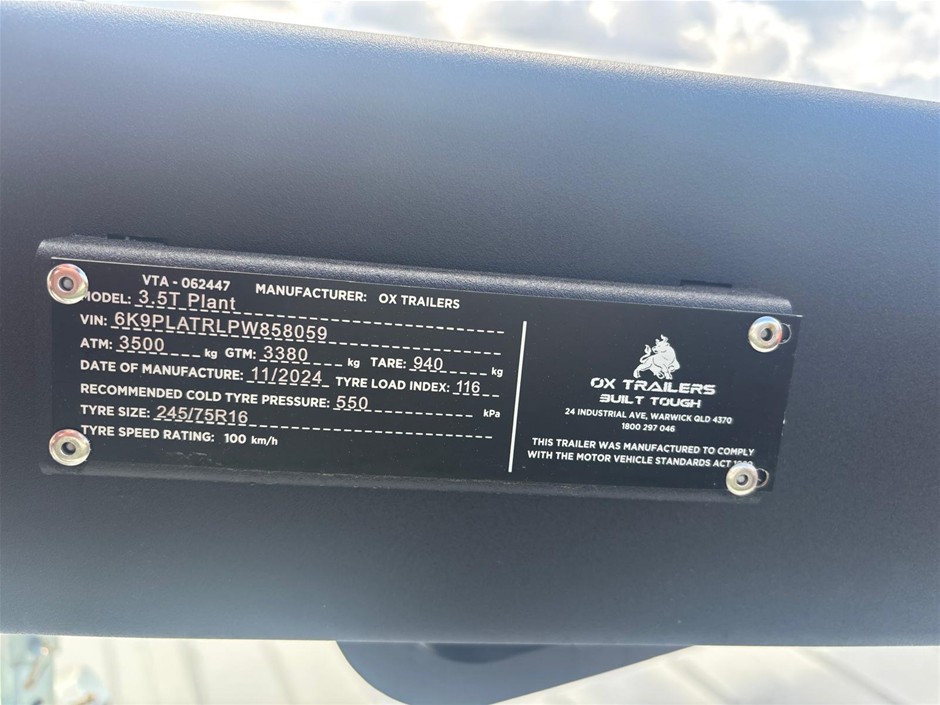 VTA - 062447 MANUFACTURER: OX TRAILERS
MODEL: 3.5T Plant
VIN: 6K9PLATRLPW858059
ATM: 3500 kg GTM: 3380 kg TARE: 940 kg
DATE OF MANUFACTURE: 11/2024 TYRE LOAD INDEX: 116
RECOMMENDED COLD TYRE PRESSURE: 550 kPa
TYRE SIZE: 245/75R16
TYRE SPEED RATING: 100 km/h
OX TRAILERS
BUILT TOUGH
24 INDUSTRIAL AVE, WARWICK QLD 4370
1800 297 046
THIS TRAILER WAS MANUFACTURED TO COMPLY
WITH THE MOTOR VEHICLE STANDARDS ACT